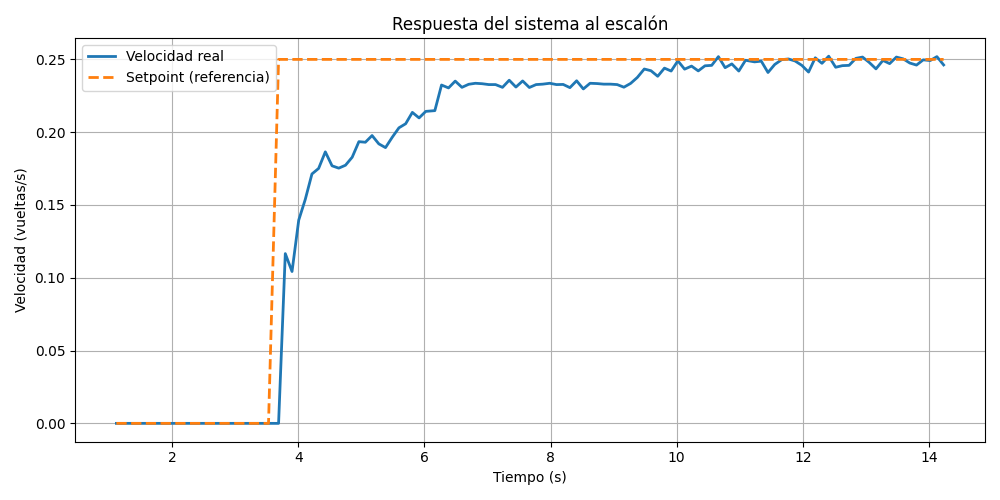 Respuesta del sistema al escalón
Velocidad real
Setpoint (referencia)
0.25
0.20
0.15
0.10
0.05
0.00
Velocidad (vueltas/s)
2 4 6 8 10 12 14
Tiempo (s)